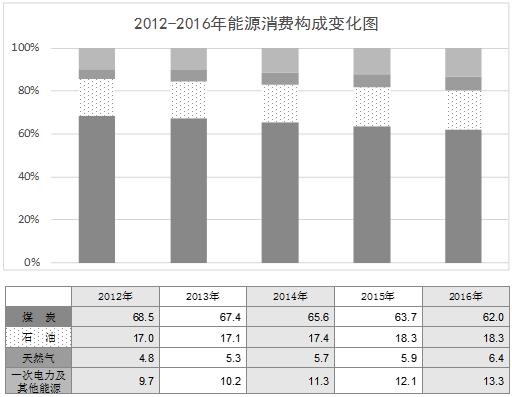 2012-2016年能源消费构成变化图
100%
80%
60%
40%
20%
0%
2012年 2013年 2014年 2015年 2016年
煤 炭 68.5 67.4 65.6 63.7 62.0
石 油 17.0 17.1 17.4 18.3 18.3
天然气 4.8 5.3 5.7 5.9 6.4
一次电力及
其他能源 9.7 10.2 11.3 12.1 13.3